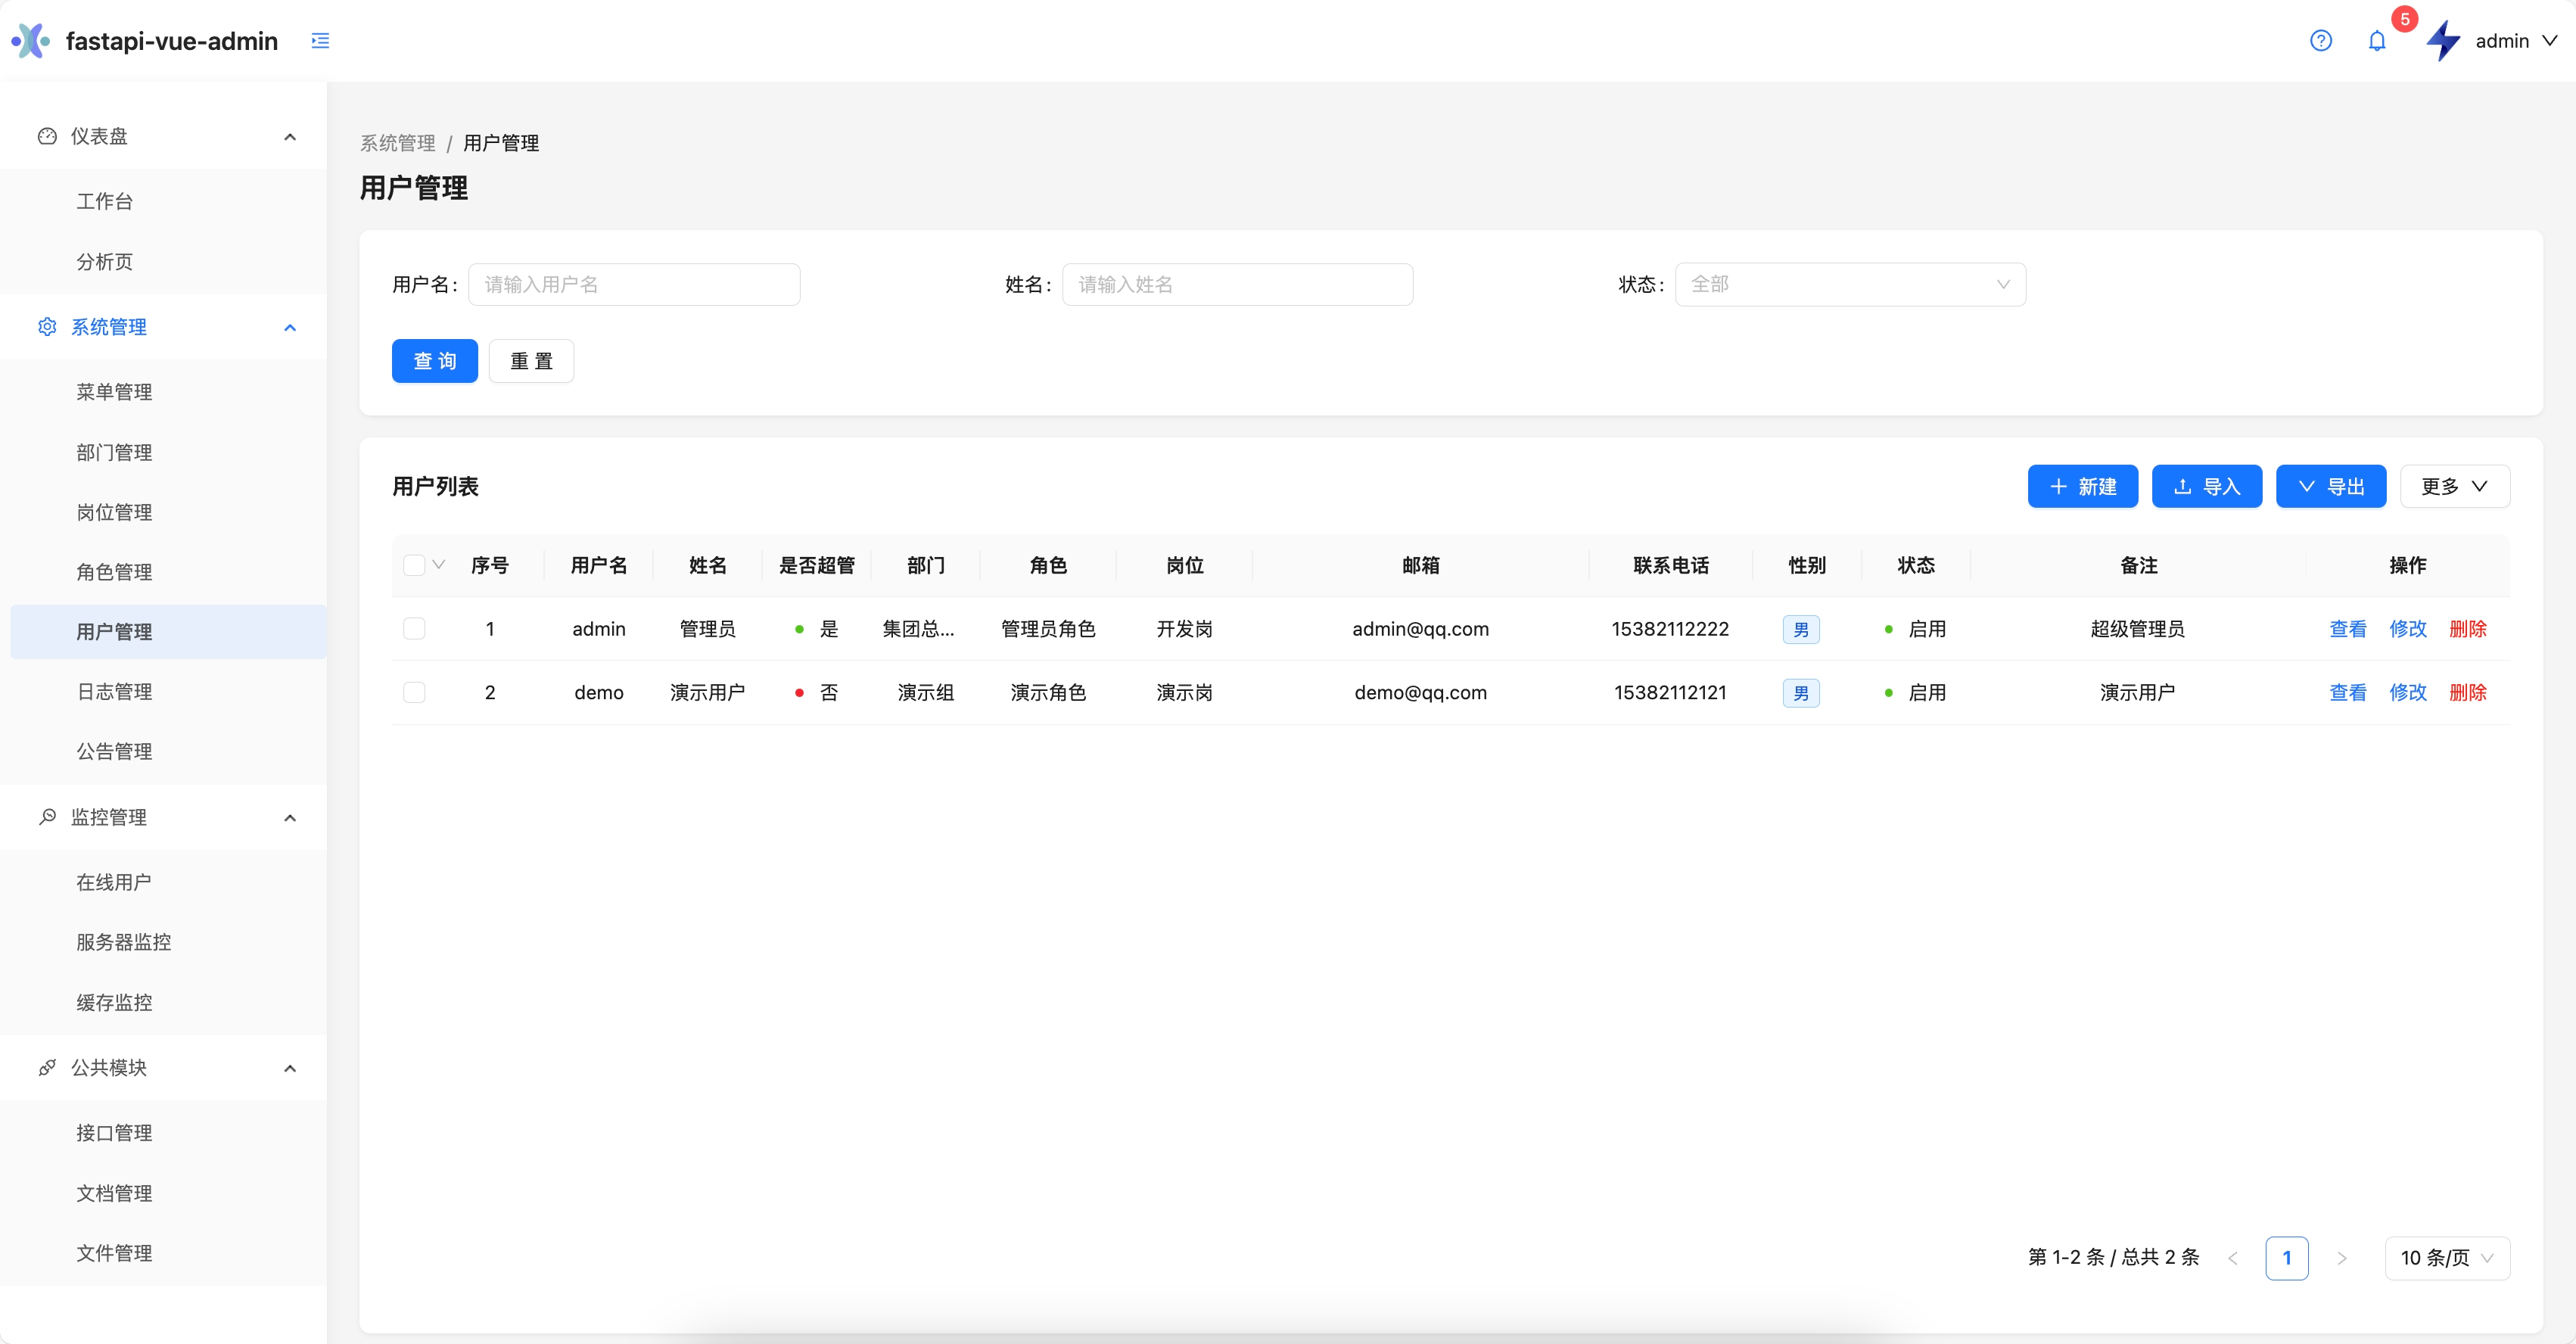 fastapi-vue-admin
5
admin
仪表盘
工作台
分析页
系统管理
菜单管理
部门管理
岗位管理
角色管理
用户管理
日志管理
公告管理
监控管理
在线用户
服务器监控
缓存监控
公共模块
接口管理
文档管理
文件管理
系统管理 / 用户管理
用户管理
用户名: 请输入用户名 姓名: 请输入姓名 状态: 全部
查 询 重 置
用户列表 新建 导入 导出 更多
序号 用户名 姓名 是否超管 部门 角色 岗位 邮箱 联系电话 性别 状态 备注 操作
1 admin 管理员 是 集团总... 管理员角色 开发岗 admin@qq.com 15382112222 男 启用 超级管理员 查看 修改 删除
2 demo 演示用户 否 演示组 演示角色 演示岗 demo@qq.com 15382112121 男 启用 演示用户 查看 修改 删除
第 1-2 条 / 总共 2 条 < 1 > 10 条/页